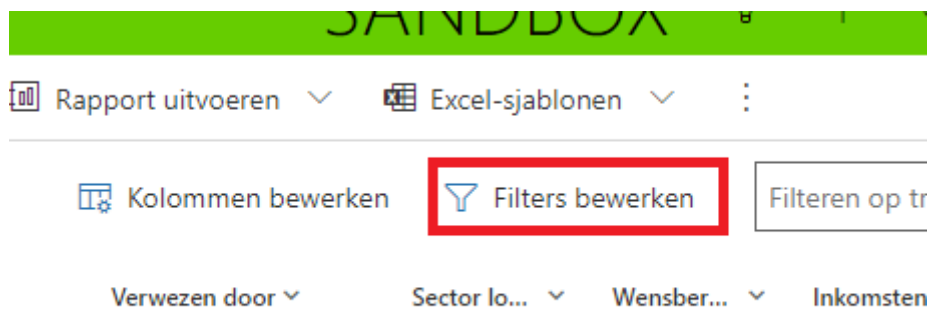 SANDBOX
Rapport uitvoeren Excel-sjablonen
Kolommen bewerken Filters bewerken Filteren op tr
Verwezen door Sector lo... Wensber... Inkomsten